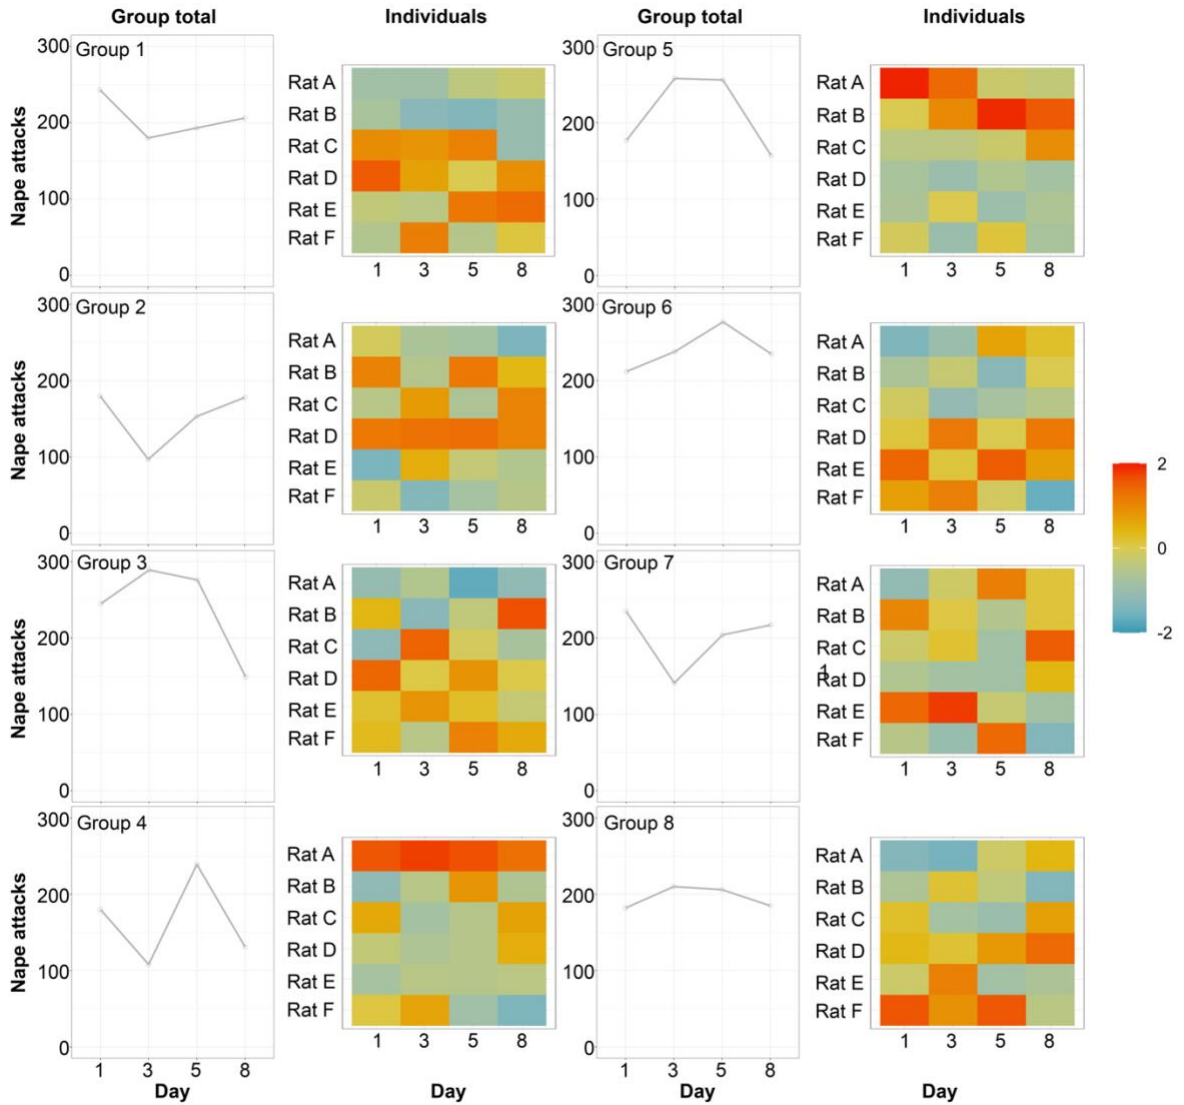 Group total Individuals Group total Individuals
Nape attacks
300
200
100
0
Group 1
Rat A
Rat B
Rat C
Rat D
Rat E
Rat F
1 3 5 8
300
200
100
0
Group 5
Rat A
Rat B
Rat C
Rat D
Rat E
Rat F
1 3 5 8
Nape attacks
300
200
100
0
Group 2
Rat A
Rat B
Rat C
Rat D
Rat E
Rat F
1 3 5 8
300
200
100
0
Group 6
Rat A
Rat B
Rat C
Rat D
Rat E
Rat F
1 3 5 8
2
0
-2
Nape attacks
300
200
100
0
Group 3
Rat A
Rat B
Rat C
Rat D
Rat E
Rat F
1 3 5 8
300
200
100
0
Group 7
Rat A
Rat B
Rat C
1
Rat D
Rat E
Rat F
1 3 5 8
Nape attacks
300
200
100
0
Group 4
1 3 5 8
Day
Rat A
Rat B
Rat C
Rat D
Rat E
Rat F
1 3 5 8
Day
300
200
100
0
Group 8
1 3 5 8
Day
Rat A
Rat B
Rat C
Rat D
Rat E
Rat F
1 3 5 8
Day